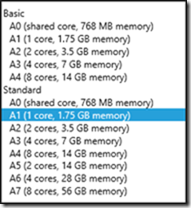 Basic
A0 (shared core, 768 MB memory)
A1 (1 core, 1.75 GB memory)
A2 (2 cores, 3.5 GB memory)
A3 (4 cores, 7 GB memory)
A4 (8 cores, 14 GB memory)
Standard
A0 (shared core, 768 MB memory)
A1 (1 core, 1.75 GB memory)
A2 (2 cores, 3.5 GB memory)
A3 (4 cores, 7 GB memory)
A4 (8 cores, 14 GB memory)
A5 (2 cores, 14 GB memory)
A6 (4 cores, 28 GB memory)
A7 (8 cores, 56 GB memory)